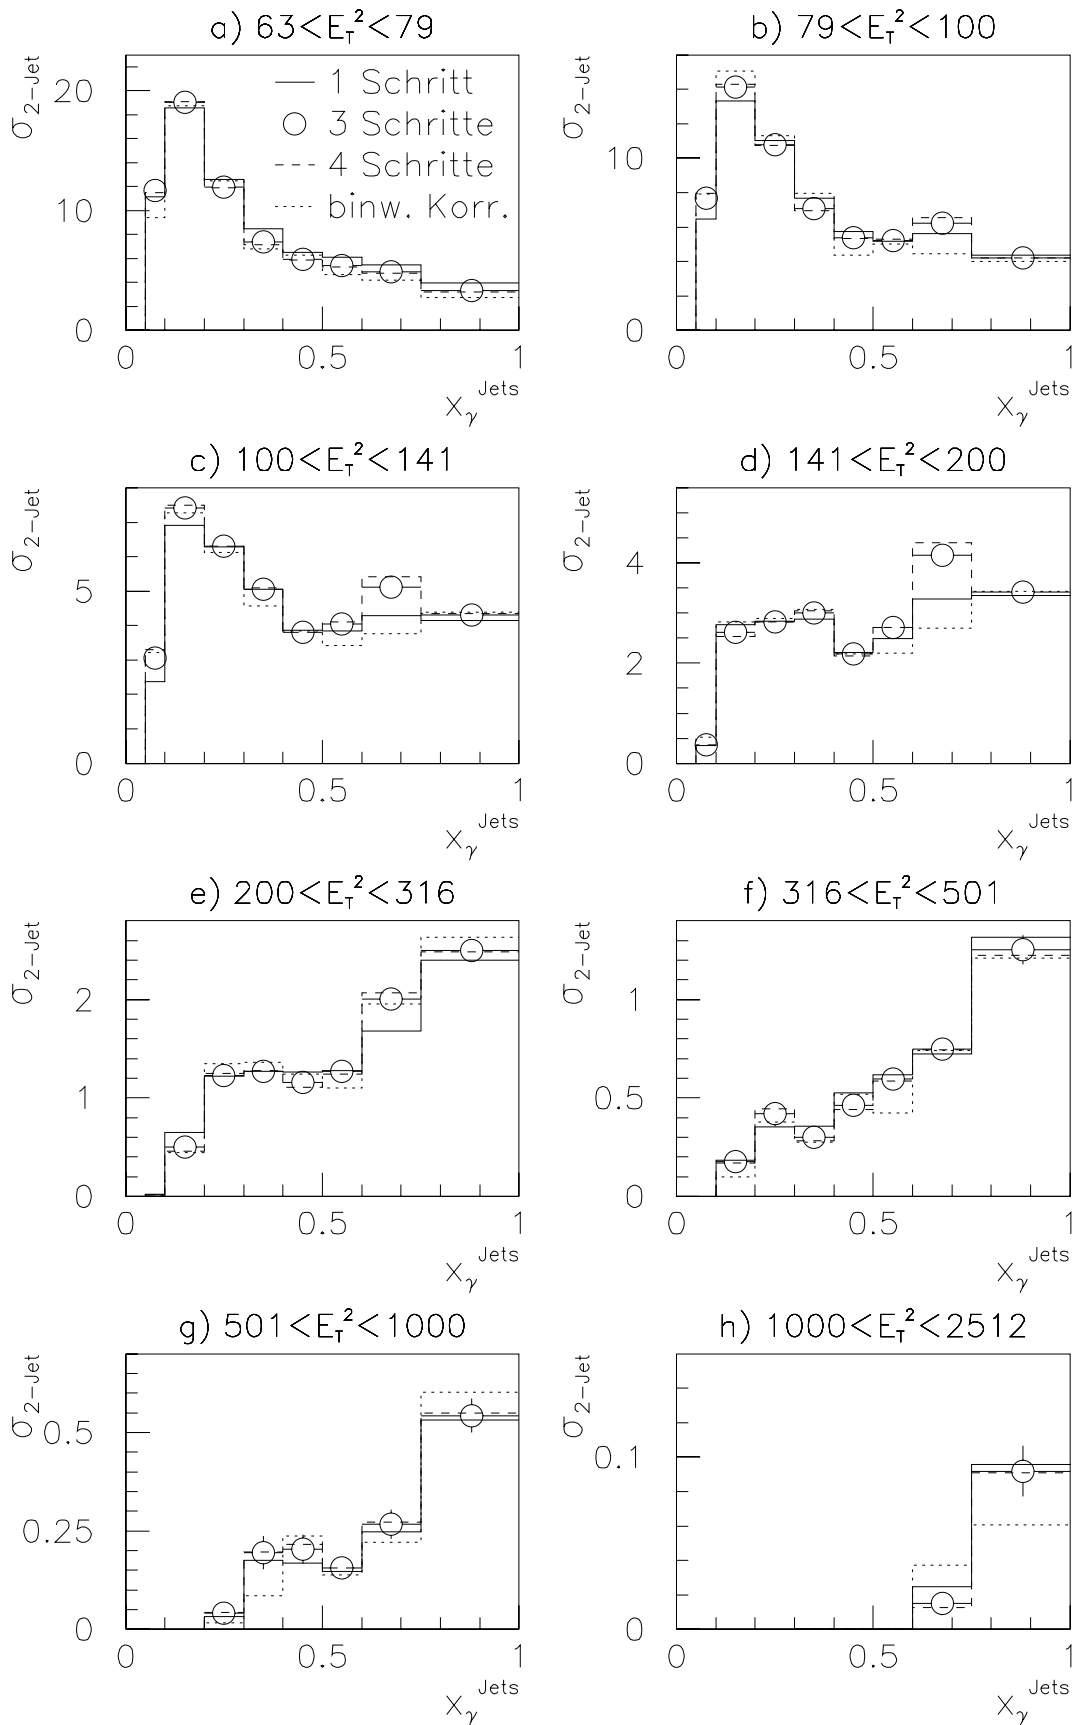 a) 63<E_T^2<79
σ_2-Jet
20
10
0
1 Schritt
3 Schritte
4 Schritte
binw. Korr.
0 0.5 1
x_γ^Jets
b) 79<E_T^2<100
σ_2-Jet
10
0
0 0.5 1
x_γ^Jets
c) 100<E_T^2<141
σ_2-Jet
5
0
0 0.5 1
x_γ^Jets
d) 141<E_T^2<200
σ_2-Jet
4
2
0
0 0.5 1
x_γ^Jets
e) 200<E_T^2<316
σ_2-Jet
2
1
0
0 0.5 1
x_γ^Jets
f) 316<E_T^2<501
σ_2-Jet
1
0.5
0
0 0.5 1
x_γ^Jets
g) 501<E_T^2<1000
σ_2-Jet
0.5
0.25
0
0 0.5 1
x_γ^Jets
h) 1000<E_T^2<2512
σ_2-Jet
0.1
0
0 0.5 1
x_γ^Jets